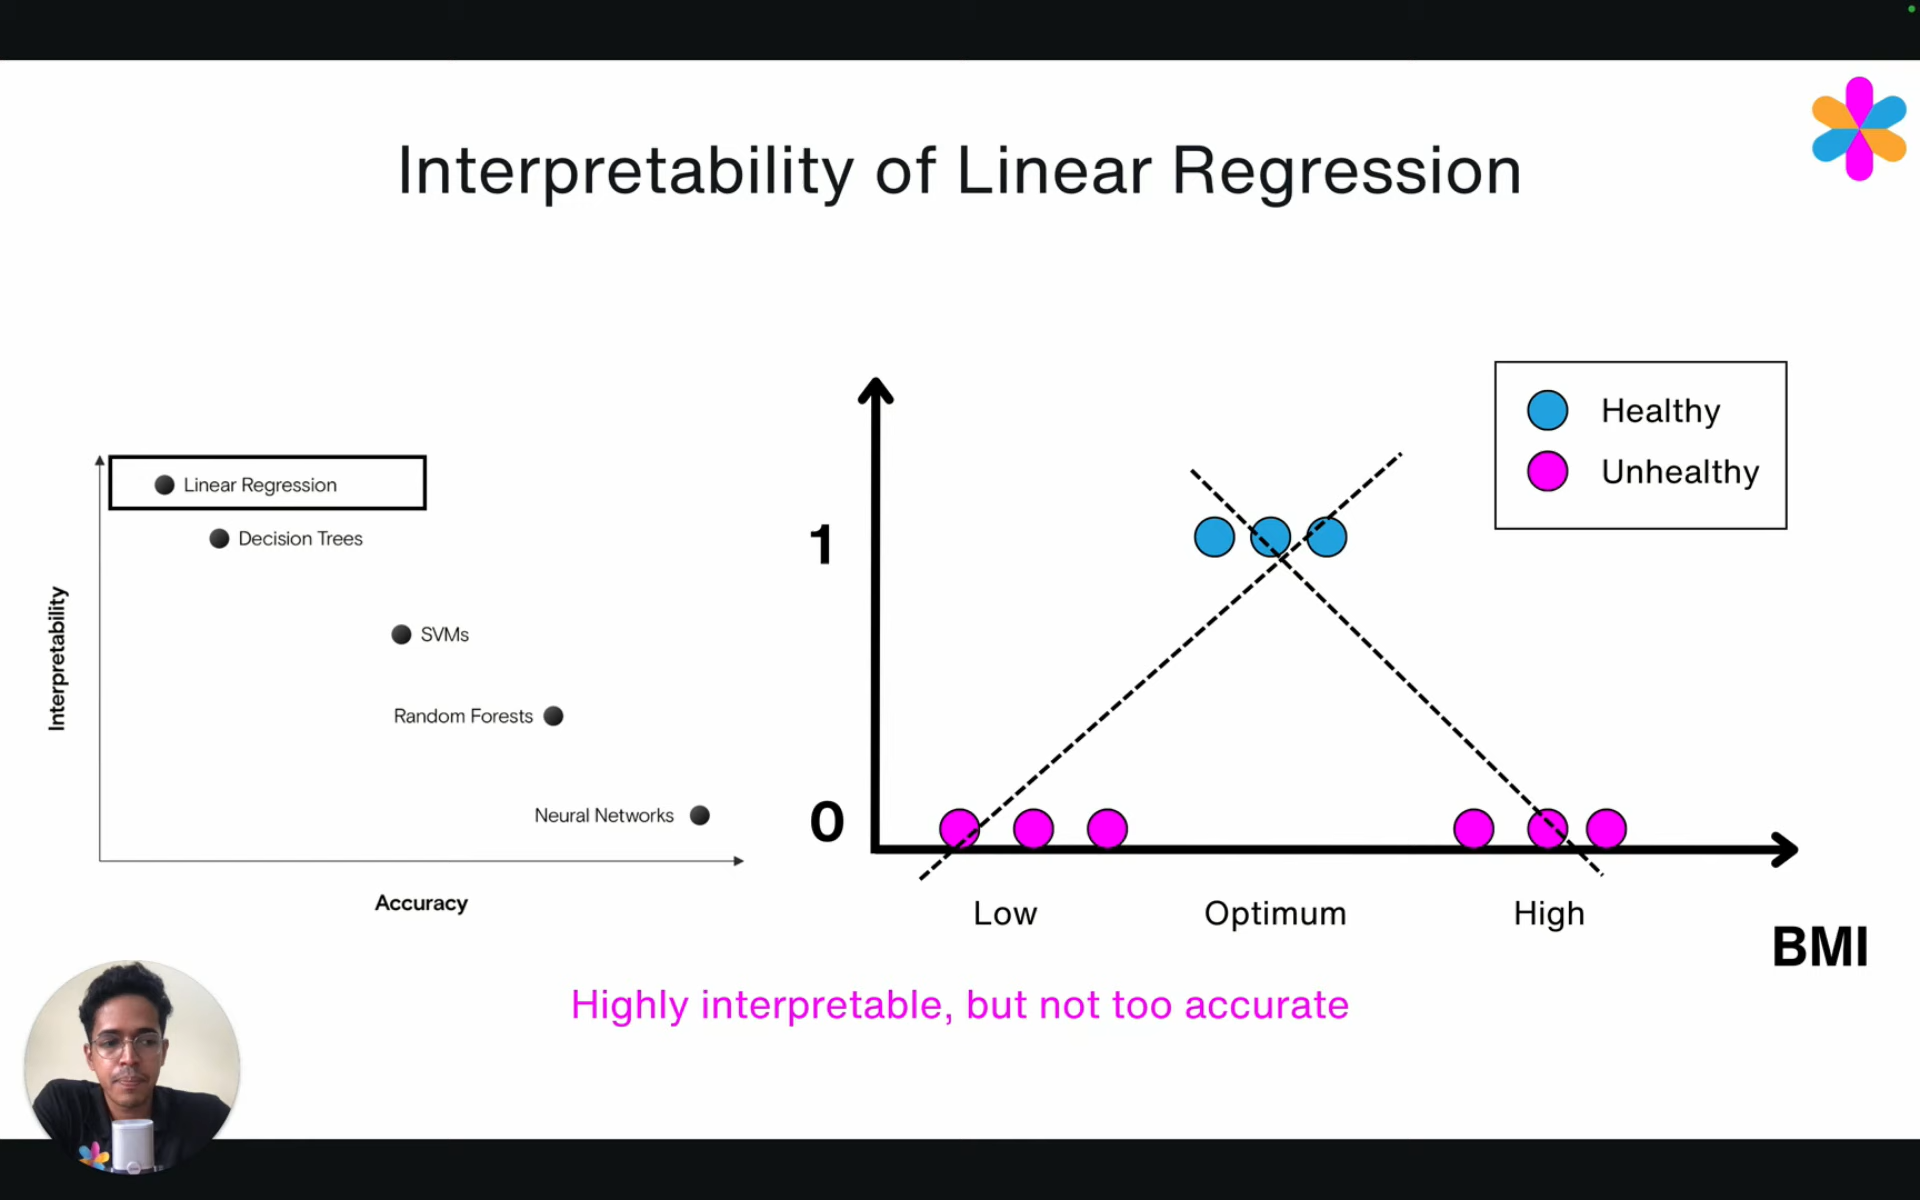 Interpretability of Linear Regression
Interpretability
Linear Regression
Decision Trees
SVMs
Random Forests
Neural Networks
Accuracy
1
0
Healthy
Unhealthy
Low
Optimum
High
BMI
Highly interpretable, but not too accurate